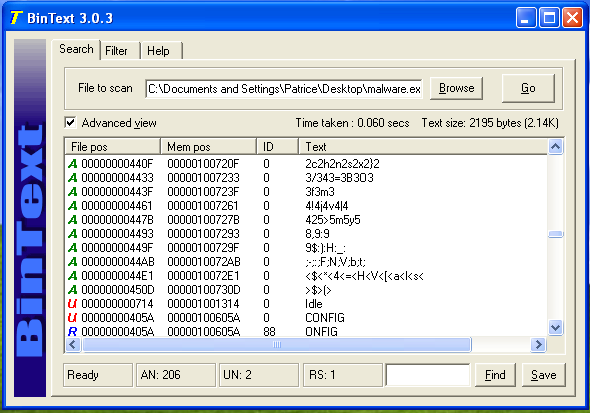 BinText 3.0.3
Search Filter Help
File to scan C:\Documents and Settings\Patrice\Desktop\malware.ex Browse Go
Advanced view Time taken : 0.060 secs Text size: 2195 bytes (2.14K)
File pos Mem pos ID Text
A 00000000440F 00000100720F 0 2c2h2n2s2x2}2
A 000000004433 000001007233 0 3/343=3B3O3
A 00000000443F 00000100723F 0 3f3m3
A 000000004461 000001007261 0 4!4j4v4|4
A 00000000447B 00000100727B 0 425>5m5y5
A 000000004493 000001007293 0 8,9:9
A 00000000449F 00000100729F 0 9$:):H:_:
A 0000000044AB 0000010072AB 0
A 0000000044E1 0000010072E1 0 <$<*<4<=<H<V<[<a<l<s<
A 00000000450D 00000100730D 0 >$>(>
U 000000000714 000001001314 0 Idle
U 00000000405A 00000100605A 0 CONFIG
R 00000000405A 00000100605A 88 ONFIG
Ready AN: 206 UN: 2 RS: 1 Find Save
BinText